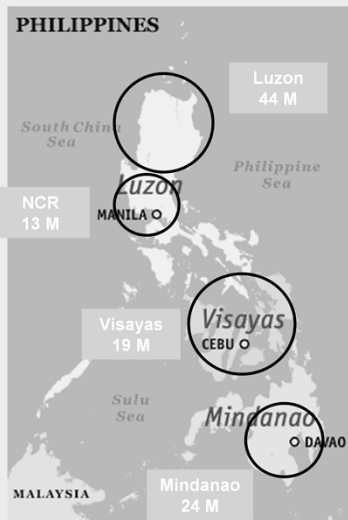 PHILIPPINES
Luzon
44 M
South China
Sea
Philippine
Sea
Luzon
NCR
13 M
MANILA
Visayas
19 M
Visayas
CEBU
Sulu
Sea
Mindanao
DAVAO
Mindanao
24 M
MALAYSIA